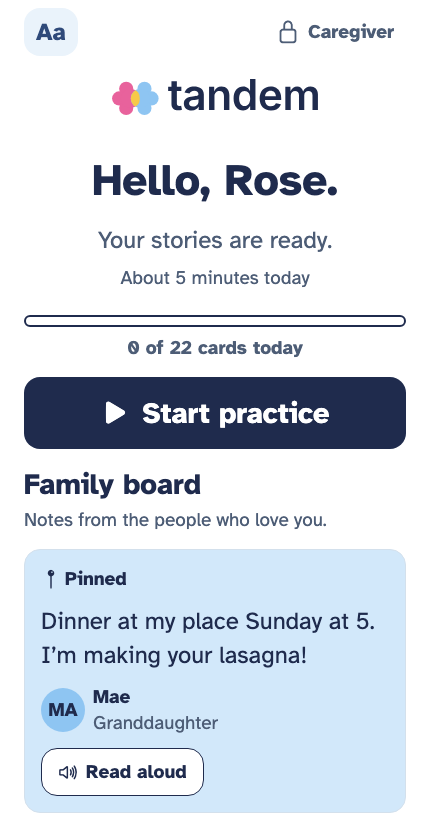 Aa
Caregiver
tandem
Hello, Rose.
Your stories are ready.
About 5 minutes today
0 of 22 cards today
Start practice
Family board
Notes from the people who love you.
Pinned
Dinner at my place Sunday at 5.
I’m making your lasagna!
MA
Mae
Granddaughter
Read aloud